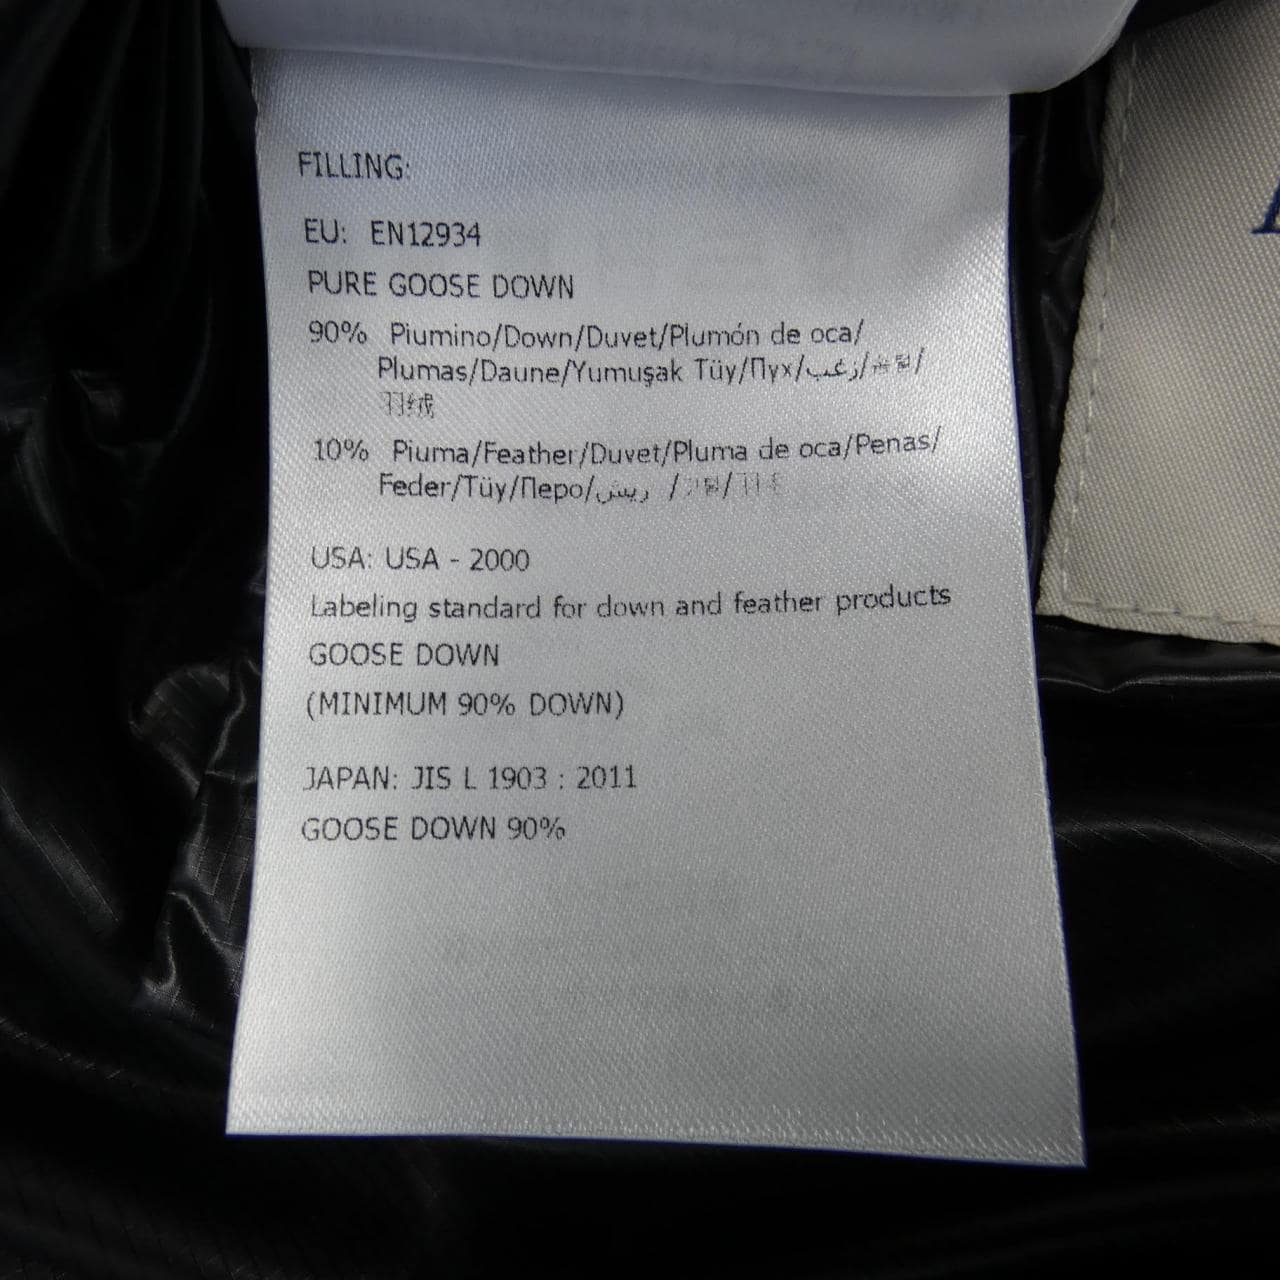 FILLING:
EU: EN12934
PURE GOOSE DOWN
90% Piumino/Down/Duvet/Plumón de oca/
Plumas/Daune/Yumuşak Tüy/Пух/زغب/
羽绒
10% Piuma/Feather/Duvet/Pluma de oca/Penas/
Feder/Tüy/Перо/ريش /
USA: USA - 2000
Labeling standard for down and feather products
GOOSE DOWN
(MINIMUM 90% DOWN)
JAPAN: JIS L 1903 : 2011
GOOSE DOWN 90%